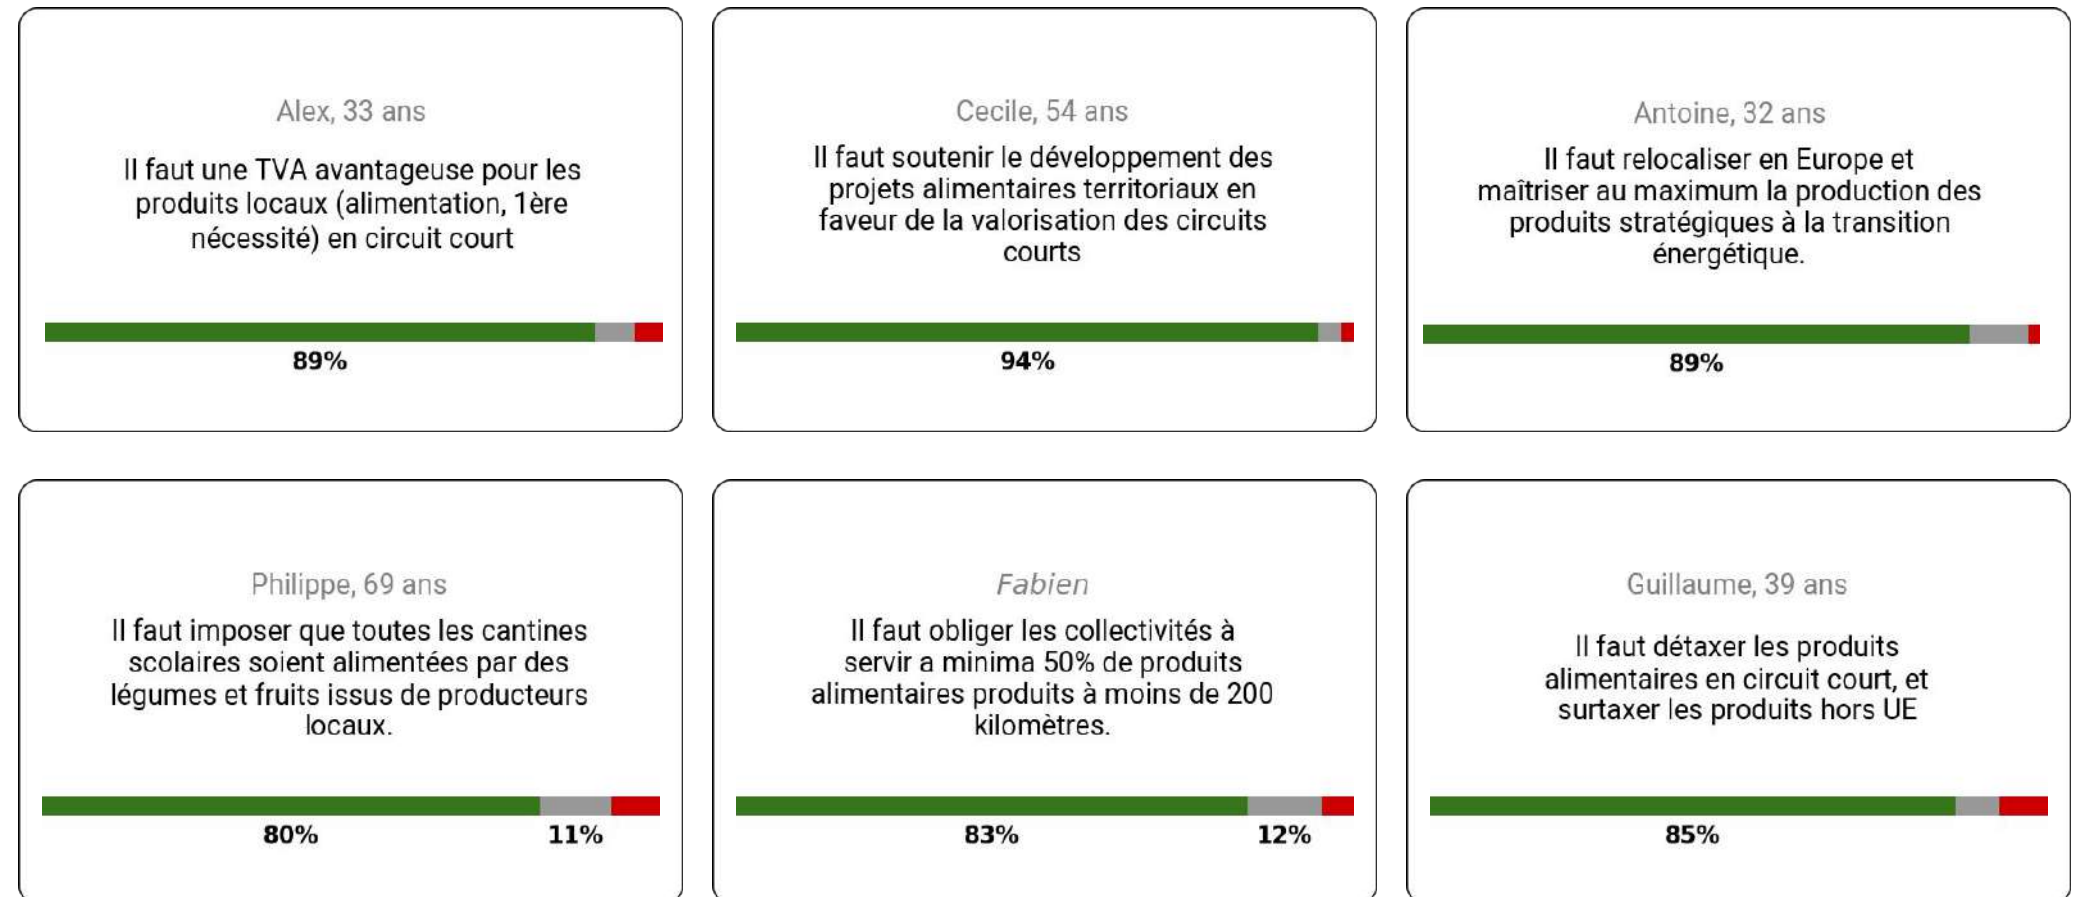 Alex, 33 ans
Il faut une TVA avantageuse pour les
produits locaux (alimentation, 1ère
nécessité) en circuit court
89%
Cecile, 54 ans
Il faut soutenir le développement des
projets alimentaires territoriaux en
faveur de la valorisation des circuits
courts
94%
Antoine, 32 ans
Il faut relocaliser en Europe et
maîtriser au maximum la production des
produits stratégiques à la transition
énergétique.
89%
Philippe, 69 ans
Il faut imposer que toutes les cantines
scolaires soient alimentées par des
légumes et fruits issus de producteurs
locaux.
80% 11%
Fabien
Il faut obliger les collectivités à
servir a minima 50% de produits
alimentaires produits à moins de 200
kilomètres.
83% 12%
Guillaume, 39 ans
Il faut détaxer les produits
alimentaires en circuit court, et
surtaxer les produits hors UE
85%